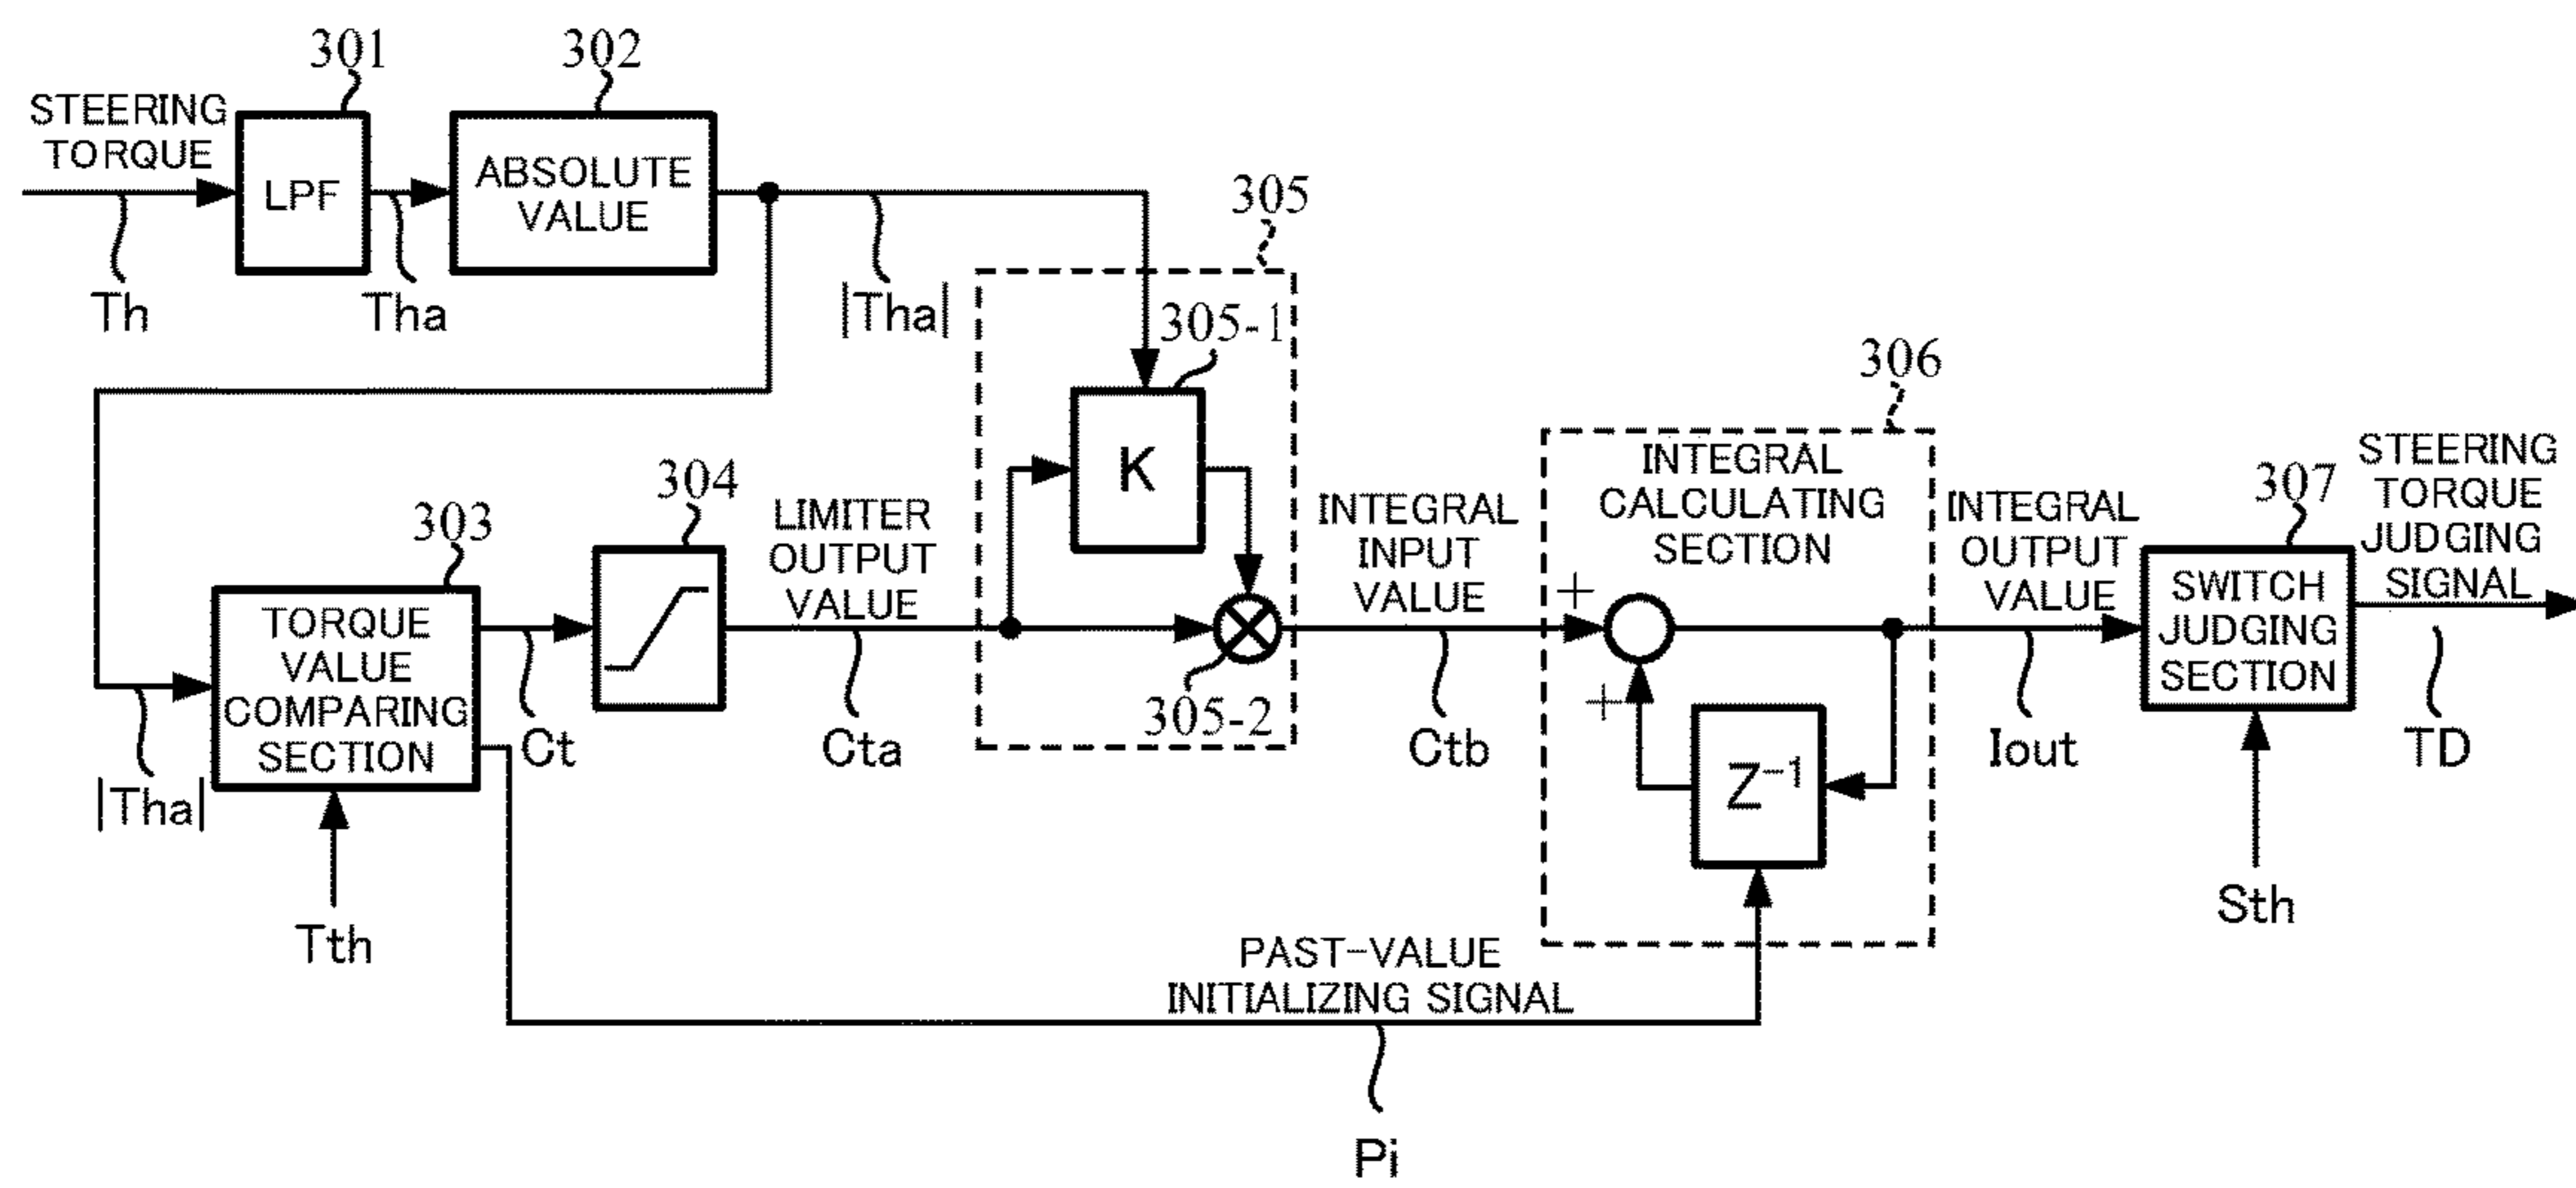 301
302
STEERING
TORQUE
LPF
ABSOLUTE
VALUE
Th
Tha
|Tha|
305
305-1
K
305-2
306
303
304
LIMITER
OUTPUT
VALUE
TORQUE
VALUE
COMPARING
SECTION
|Tha|
Tth
Ct
Cta
INTEGRAL
INPUT
VALUE
Ctb
INTEGRAL
CALCULATING
SECTION
+
+
Z⁻¹
INTEGRAL
OUTPUT
VALUE
Iout
307
SWITCH
JUDGING
SECTION
Sth
STEERING
TORQUE
JUDGING
SIGNAL
TD
PAST-VALUE
INITIALIZING SIGNAL
Pi